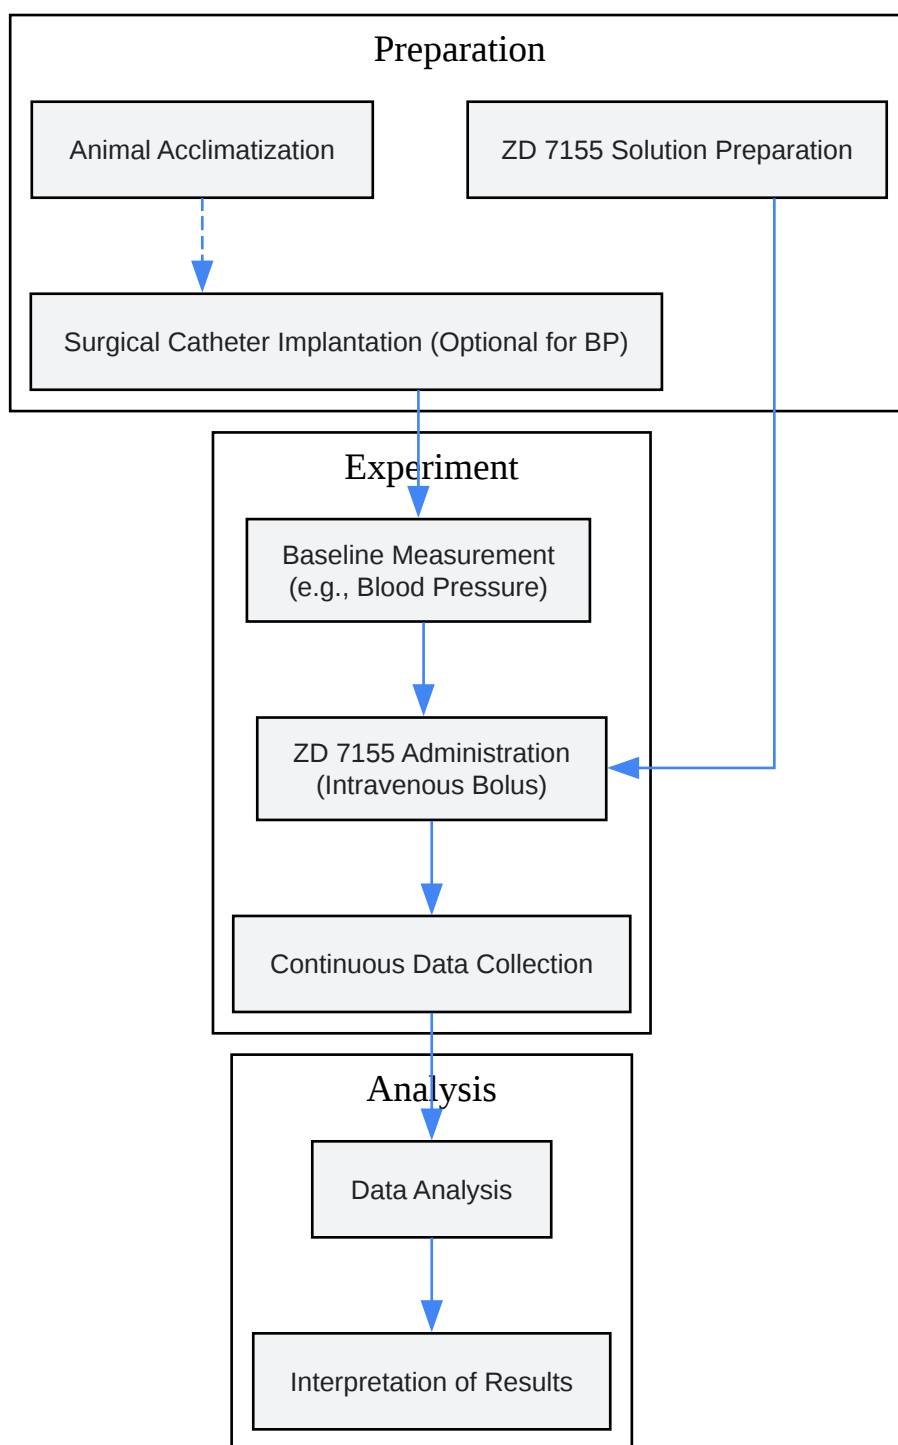 Preparation
Animal Acclimatization
ZD 7155 Solution Preparation
Surgical Catheter Implantation (Optional for BP)
Experiment
Baseline Measurement
(e.g., Blood Pressure)
ZD 7155 Administration
(Intravenous Bolus)
Continuous Data Collection
Analysis
Data Analysis
Interpretation of Results